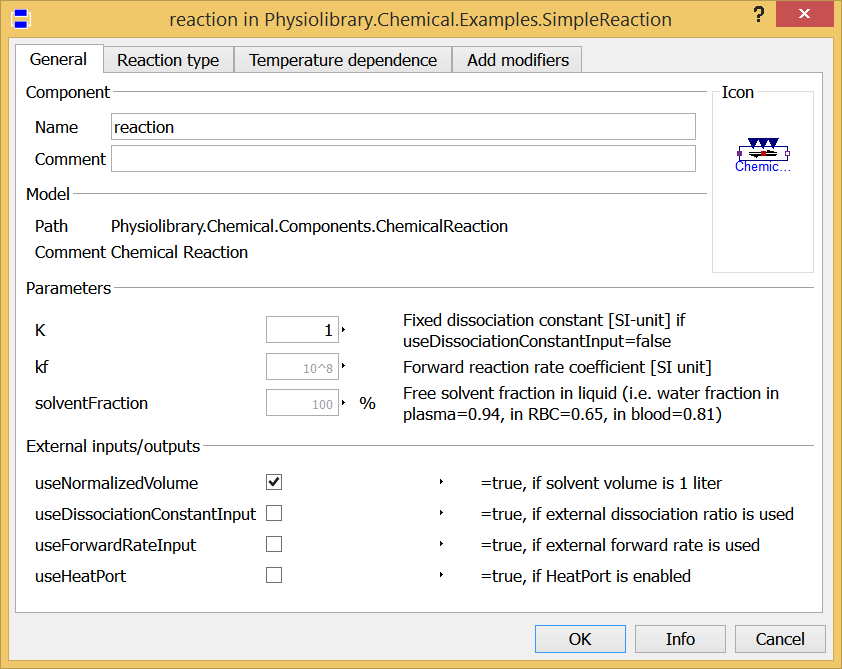 reaction in Physiolibrary.Chemical.Examples.SimpleReaction
?
General Reaction type Temperature dependence Add modifiers
Component
Icon
Name reaction
Comment
Chemic...
Model
Path Physiolibrary.Chemical.Components.ChemicalReaction
Comment Chemical Reaction
Parameters
K 1 Fixed dissociation constant [SI-unit] if
useDissociationConstantInput=false
kf 10^8 Forward reaction rate coefficient [SI unit]
solventFraction 100 % Free solvent fraction in liquid (i.e. water fraction in
plasma=0.94, in RBC=0.65, in blood=0.81)
External inputs/outputs
useNormalizedVolume =true, if solvent volume is 1 liter
useDissociationConstantInput =true, if external dissociation ratio is used
useForwardRateInput =true, if external forward rate is used
useHeatPort =true, if HeatPort is enabled
OK Info Cancel